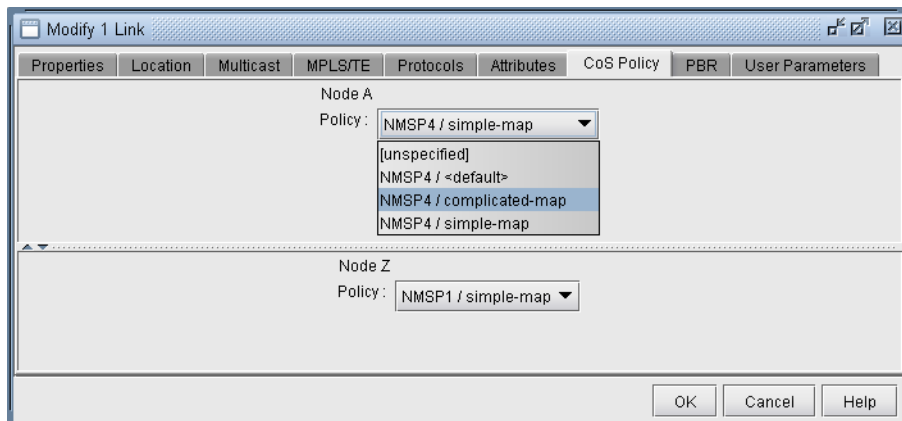 Modify 1 Link
Properties Location Multicast MPLS/TE Protocols Attributes CoS Policy PBR User Parameters
Node A
Policy : NMSP4 / simple-map
[unspecified]
NMSP4 / <default>
NMSP4 / complicated-map
NMSP4 / simple-map
Node Z
Policy : NMSP1 / simple-map
OK Cancel Help